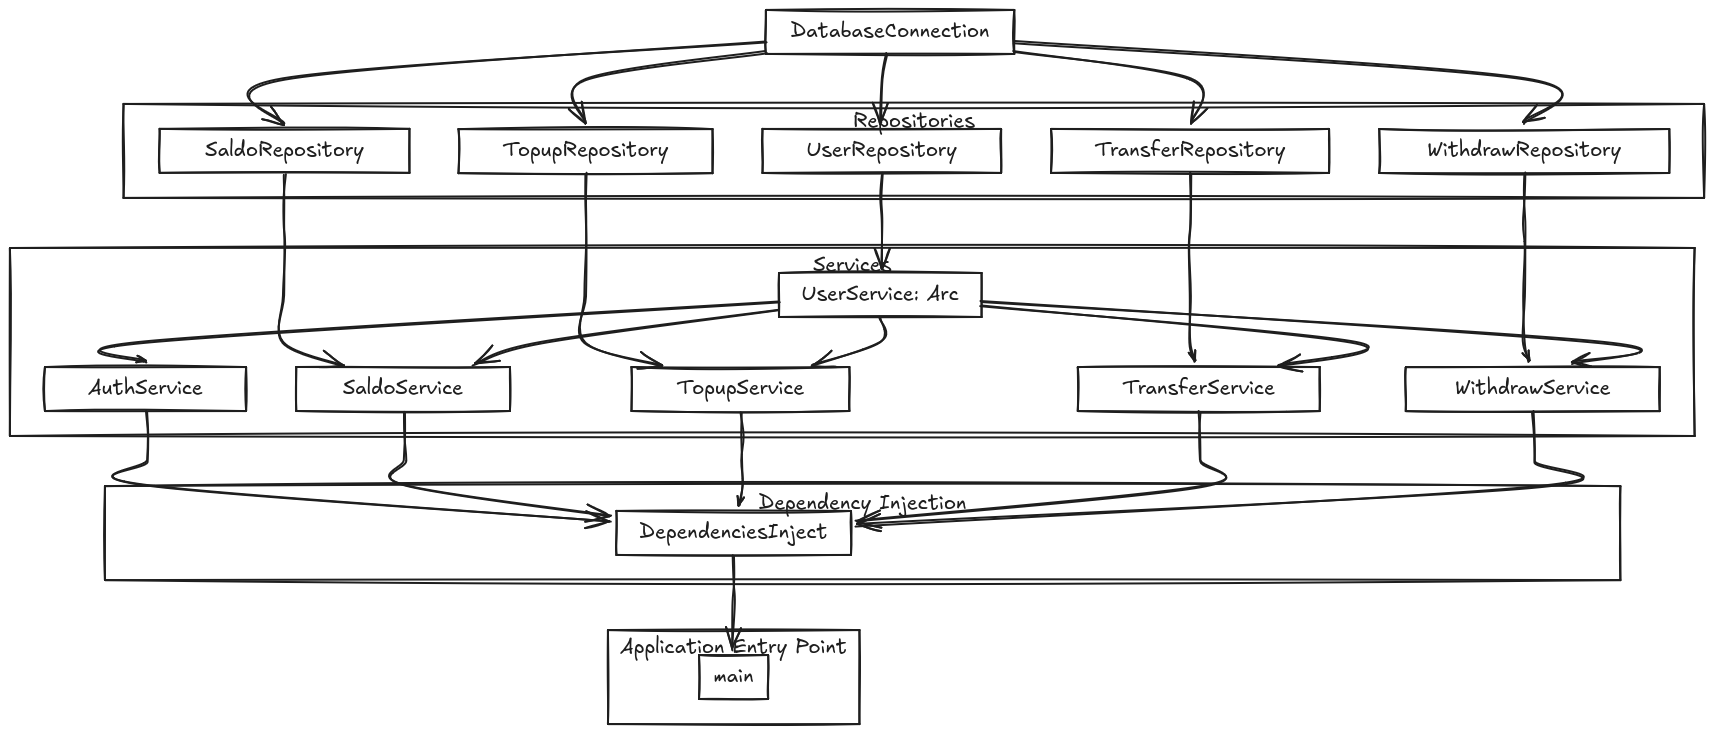 DatabaseConnection
Repositories
SaldoRepository
TopupRepository
UserRepository
TransferRepository
WithdrawRepository
Services
UserService: Arc
AuthService
SaldoService
TopupService
TransferService
WithdrawService
Dependency Injection
DependenciesInject
Application Entry Point
main